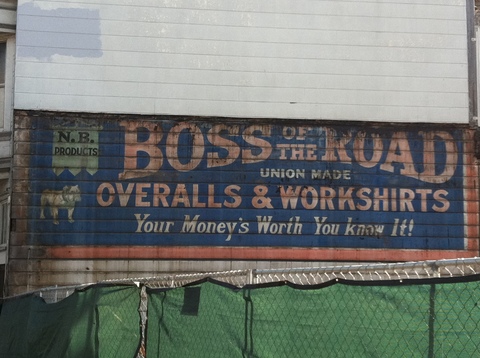 N.B.
PRODUCTS
BOSS OF THE ROAD
UNION MADE
OVERALLS & WORKSHIRTS
Your Money's Worth You know It!